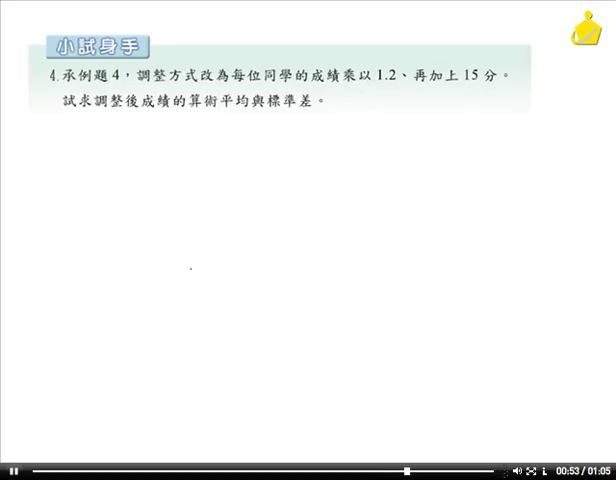 小試身手
4.承例題4，調整方式改為每位同學的成績乘以1.2、再加上15分。
試求調整後成績的算術平均與標準差。
00:53 / 01:05